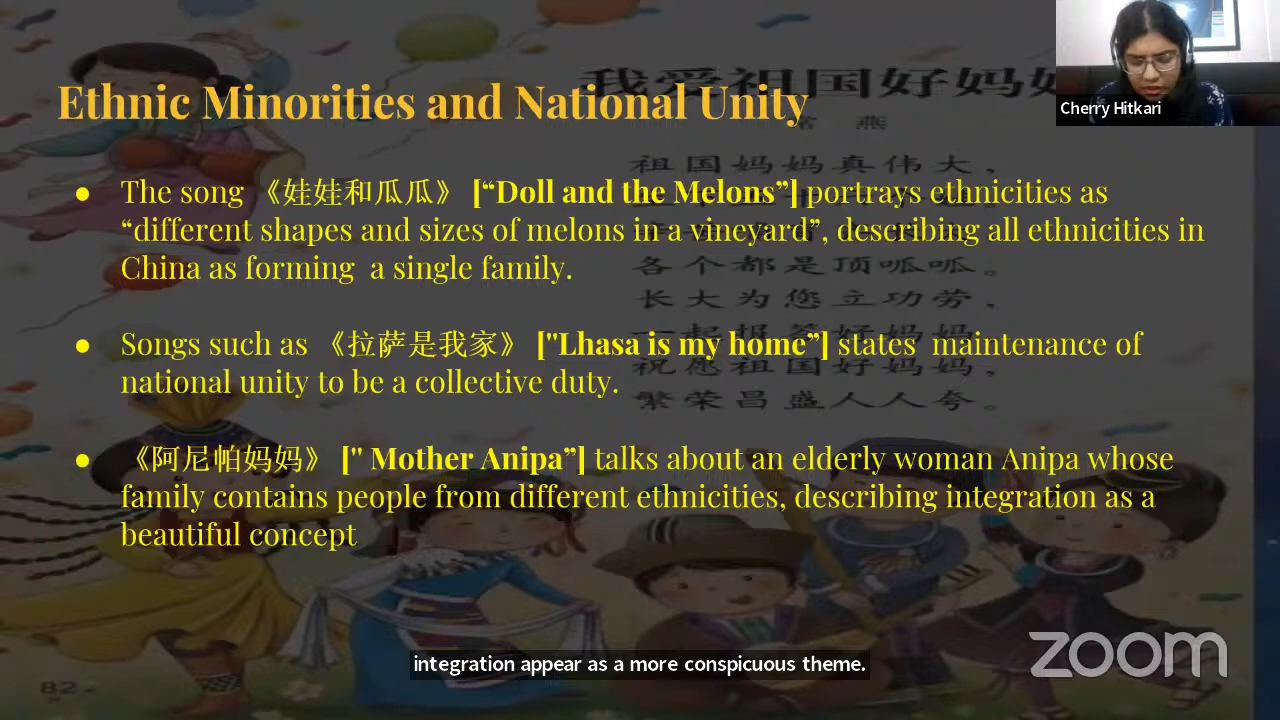 我爱祖国好妈
Ethnic Minorities and National Unity
Cherry Hitkari
祖国妈妈真伟大，
● The song 《娃娃和瓜瓜》 [“Doll and the Melons”] portrays ethnicities as
“different shapes and sizes of melons in a vineyard”, describing all ethnicities in
China as forming a single family.
各个都是顶呱呱。
长大为您立功劳，
● Songs such as 《拉萨是我家》 ["Lhasa is my home”] states maintenance of
national unity to be a collective duty.
祝愿祖国好妈妈，
繁荣昌盛人人夸。
● 《阿尼帕妈妈》 [" Mother Anipa”] talks about an elderly woman Anipa whose
family contains people from different ethnicities, describing integration as a
beautiful concept
integration appear as a more conspicuous theme.
zoom
82